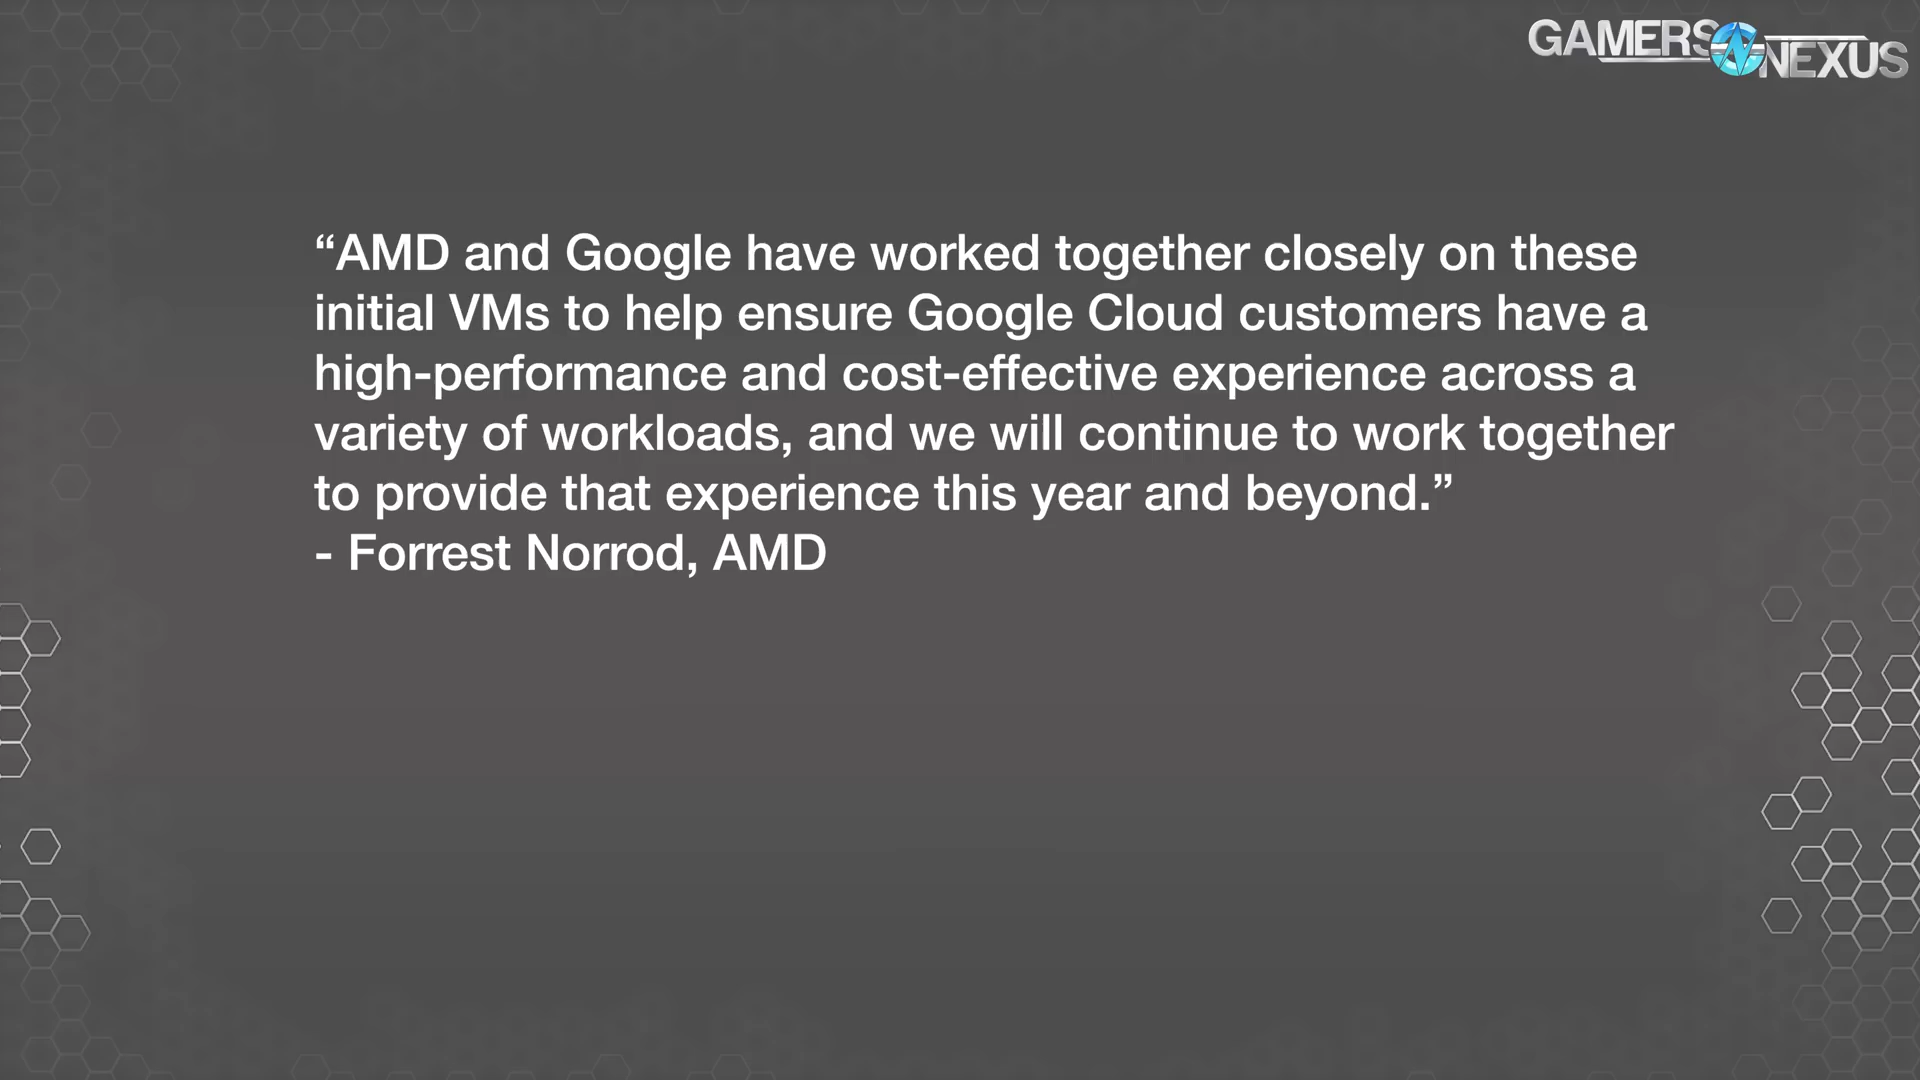 GAMERS NEXUS
“AMD and Google have worked together closely on these
initial VMs to help ensure Google Cloud customers have a
high-performance and cost-effective experience across a
variety of workloads, and we will continue to work together
to provide that experience this year and beyond.”
- Forrest Norrod, AMD